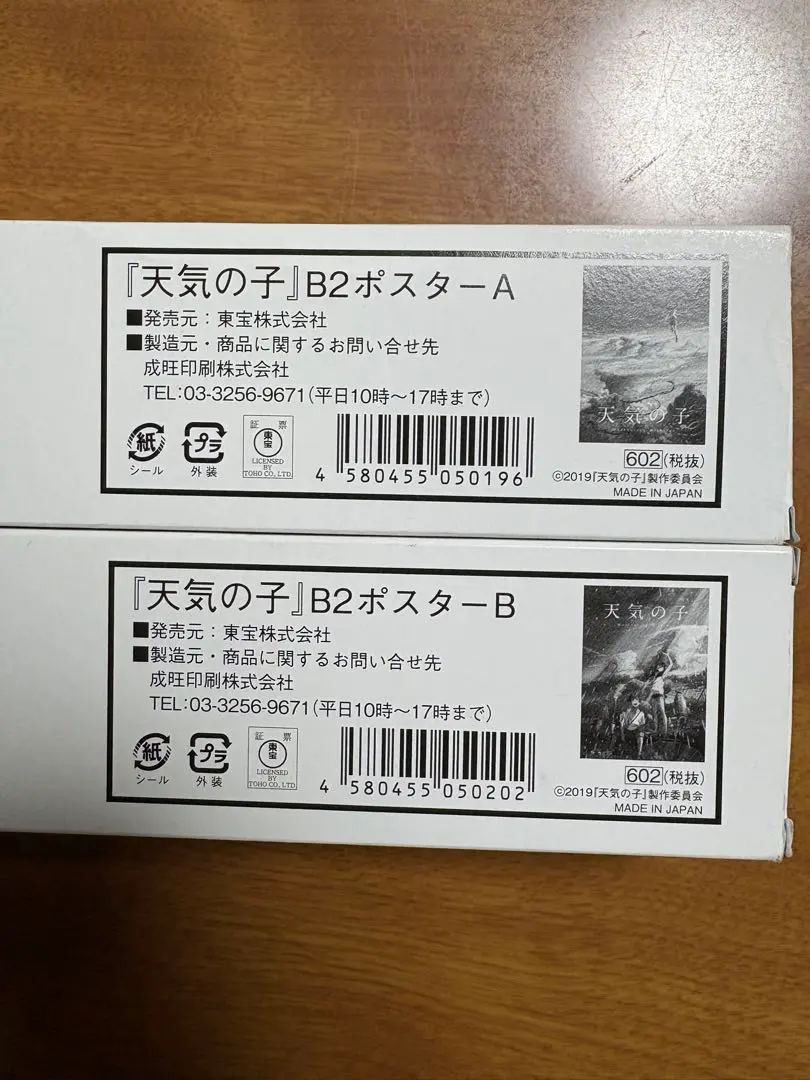 『天気の子』B2ポスターA
■発売元：東宝株式会社
■製造元・商品に関するお問い合せ先
成旺印刷株式会社
TEL:03-3256-9671(平日10時～17時まで)
紙
シール
プラ
外装
証票
東宝
LICENSED
BY
TOHO CO., LTD.
4 580455 050196
天気の子
602(税抜)
©2019『天気の子』製作委員会
MADE IN JAPAN
『天気の子』B2ポスターB
■発売元：東宝株式会社
■製造元・商品に関するお問い合せ先
成旺印刷株式会社
TEL:03-3256-9671(平日10時～17時まで)
紙
シール
プラ
外装
証票
東宝
LICENSED
BY
TOHO CO., LTD.
4 580455 050202
天気の子
602(税抜)
©2019『天気の子』製作委員会
MADE IN JAPAN